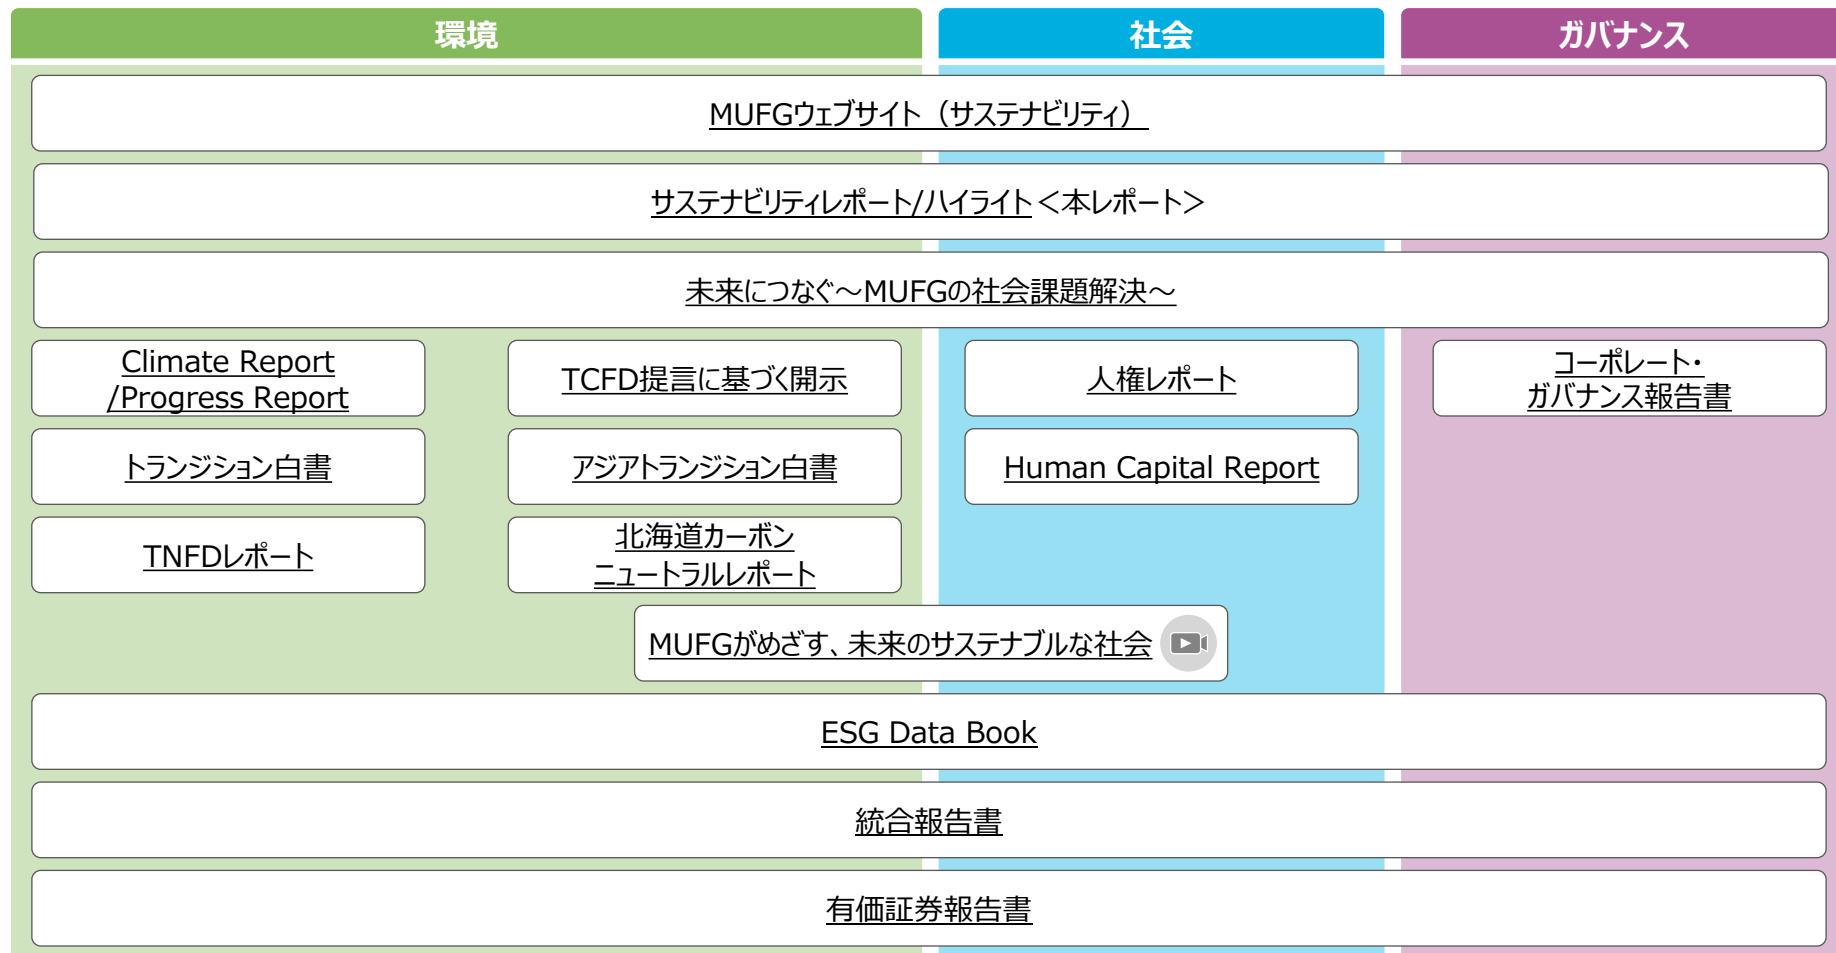 環境
社会
ガバナンス
MUFGウェブサイト（サステナビリティ）
サステナビリティレポート/ハイライト＜本レポート＞
未来につなぐ～MUFGの社会課題解決～
Climate Report
/Progress Report
TCFD提言に基づく開示
人権レポート
コーポレート・
ガバナンス報告書
トランジション白書
アジアトランジション白書
Human Capital Report
TNFDレポート
北海道カーボン
ニュートラルレポート
MUFGがめざす、未来のサステナブルな社会
ESG Data Book
統合報告書
有価証券報告書